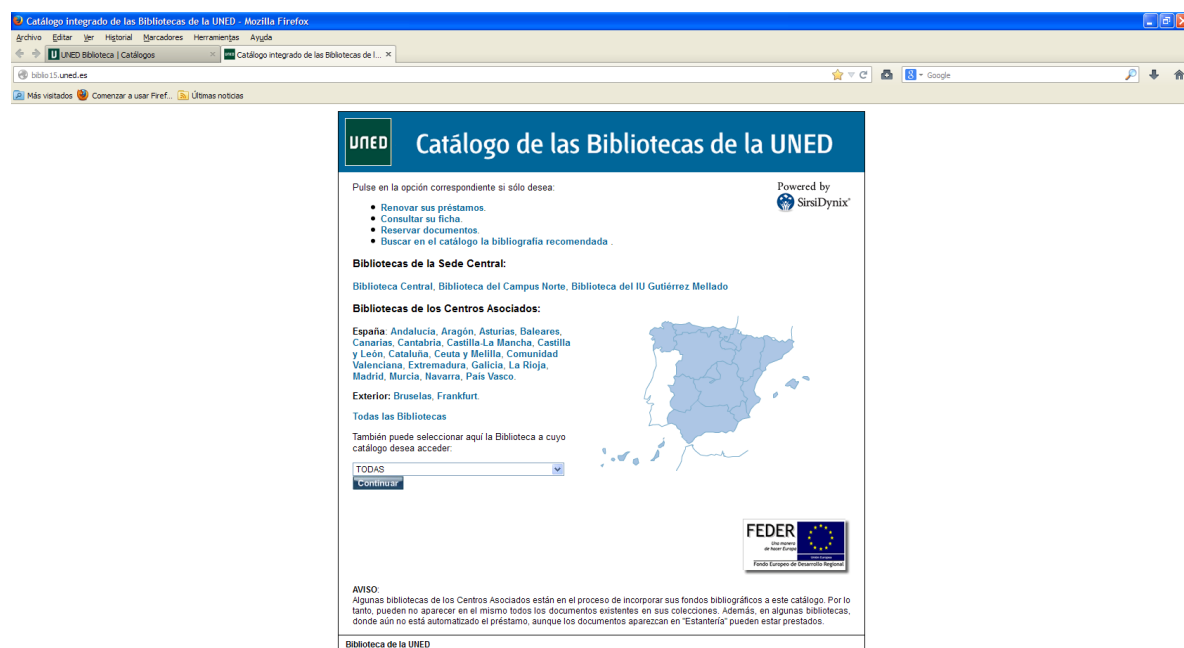 Catálogo integrado de las Bibliotecas de la UNED - Mozilla Firefox
Archivo Editar Ver Historial Marcadores Herramientas Ayuda
UNED Biblioteca | Catálogos
Catálogo integrado de las Bibliotecas de l...
biblio15.uned.es
Google
Más visitados Comenzar a usar Firef... Últimas noticias
UNED
Catálogo de las Bibliotecas de la UNED
Pulse en la opción correspondiente si sólo desea:
Powered by
SirsiDynix
Renovar sus préstamos.
Consultar su ficha.
Reservar documentos.
Buscar en el catálogo la bibliografía recomendada .
Bibliotecas de la Sede Central:
Biblioteca Central, Biblioteca del Campus Norte, Biblioteca del IU Gutiérrez Mellado
Bibliotecas de los Centros Asociados:
España: Andalucía, Aragón, Asturias, Baleares,
Canarias, Cantabria, Castilla-La Mancha, Castilla
y León, Cataluña, Ceuta y Melilla, Comunidad
Valenciana, Extremadura, Galicia, La Rioja,
Madrid, Murcia, Navarra, País Vasco.
Exterior: Bruselas, Frankfurt.
Todas las Bibliotecas
También puede seleccionar aquí la Biblioteca a cuyo
catálogo desea acceder:
TODAS
Continuar
FEDER
Una manera
de hacer Europa
Unión Europea
Fondo Europeo de Desarrollo Regional
AVISO:
Algunas bibliotecas de los Centros Asociados están en el proceso de incorporar sus fondos bibliográficos a este catálogo. Por lo
tanto, pueden no aparecer en el mismo todos los documentos existentes en sus colecciones. Además, en algunas bibliotecas,
donde aún no está automatizado el préstamo, aunque los documentos aparezcan en "Estantería" pueden estar prestados.
Biblioteca de la UNED